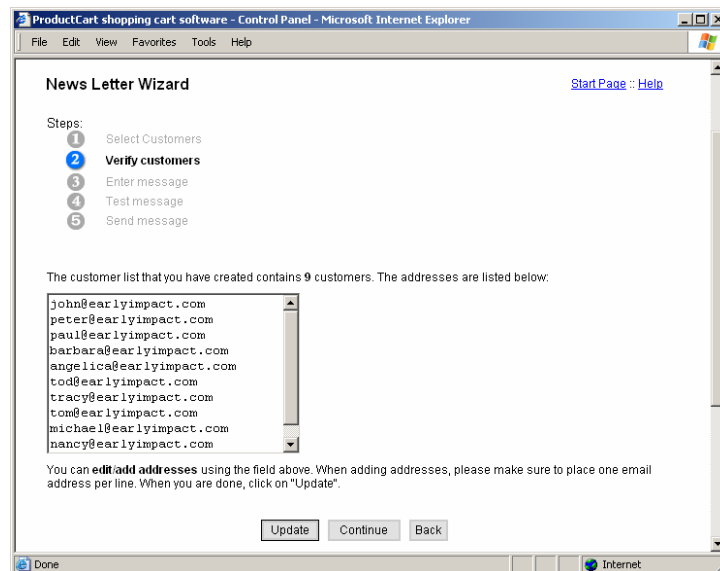 ProductCart shopping cart software - Control Panel - Microsoft Internet Explorer
File Edit View Favorites Tools Help
News Letter Wizard
Start Page :: Help
Steps:
1 Select Customers
2 Verify customers
3 Enter message
4 Test message
5 Send message
The customer list that you have created contains 9 customers. The addresses are listed below:
john@earlyimpact.com
peter@earlyimpact.com
paul@earlyimpact.com
barbara@earlyimpact.com
angelica@earlyimpact.com
tod@earlyimpact.com
tracy@earlyimpact.com
tom@earlyimpact.com
michael@earlyimpact.com
nancy@earlyimpact.com
You can edit/add addresses using the field above. When adding addresses, please make sure to place one email
address per line. When you are done, click on "Update".
Update Continue Back
Done Internet